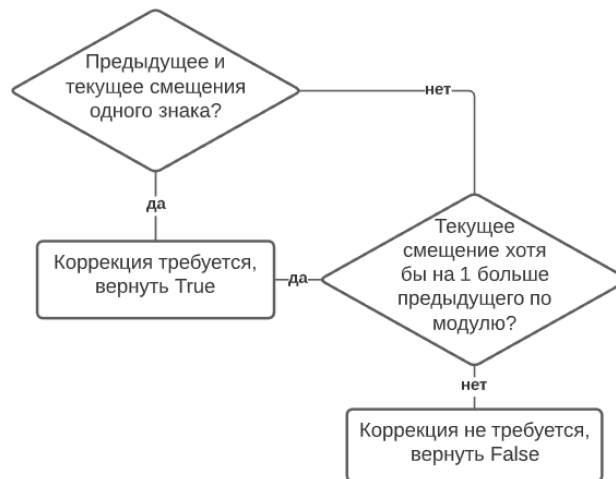 Предыдущее и
текущее смещения
одного знака?
нет
да
Коррекция требуется,
вернуть True
да
Текущее
смещение хотя
бы на 1 больше
предыдущего по
модулю?
нет
Коррекция не требуется,
вернуть False